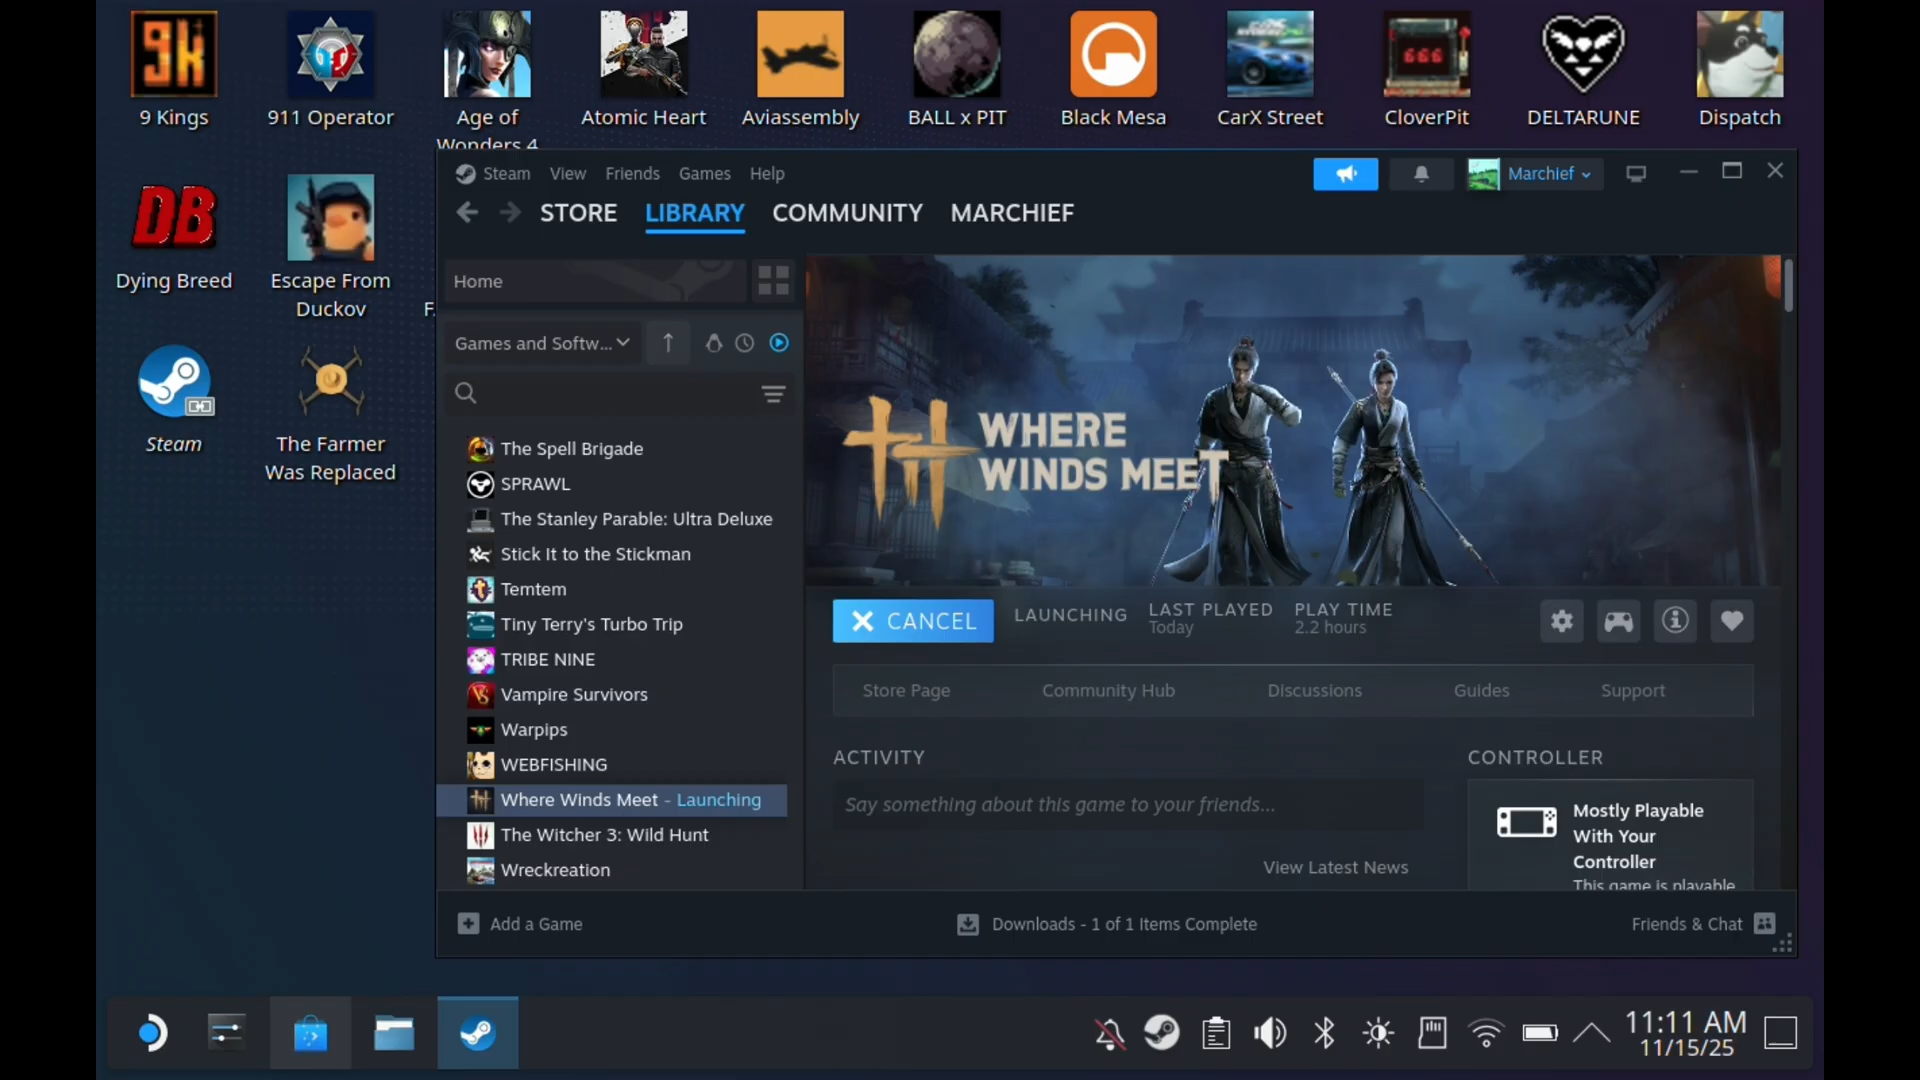 9k
9 Kings
911 Operator
Age of
Wonders 4
Atomic Heart
Aviassembly
BALL x PIT
Black Mesa
CarX Street
666
CloverPit
DELTARUNE
Dispatch
DB
Dying Breed
Escape From
Duckov
F.
Steam
The Farmer
Was Replaced
Steam View Friends Games Help
Marchief
STORE LIBRARY COMMUNITY MARCHIEF
Home
Games and Softw...
The Spell Brigade
SPRAWL
The Stanley Parable: Ultra Deluxe
Stick It to the Stickman
Temtem
Tiny Terry's Turbo Trip
TRIBE NINE
Vampire Survivors
Warpips
WEBFISHING
Where Winds Meet - Launching
The Witcher 3: Wild Hunt
Wreckreation
WHERE
WINDS MEET
CANCEL
LAUNCHING
LAST PLAYED
Today
PLAY TIME
2.2 hours
Store Page Community Hub Discussions Guides Support
ACTIVITY
Say something about this game to your friends...
View Latest News
CONTROLLER
Mostly Playable
With Your
Controller
This game is playable
Add a Game
Downloads - 1 of 1 Items Complete
Friends & Chat
11:11 AM
11/15/25